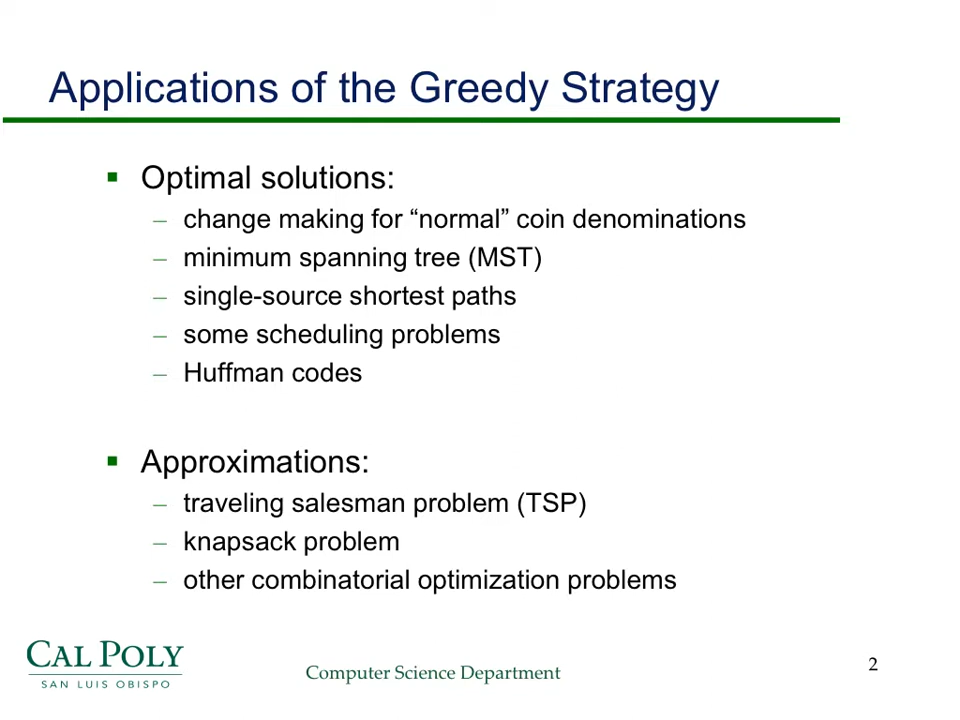 Applications of the Greedy Strategy
Optimal solutions:
– change making for “normal” coin denominations
– minimum spanning tree (MST)
– single-source shortest paths
– some scheduling problems
– Huffman codes
Approximations:
– traveling salesman problem (TSP)
– knapsack problem
– other combinatorial optimization problems
CAL POLY
SAN LUIS OBISPO
Computer Science Department
2